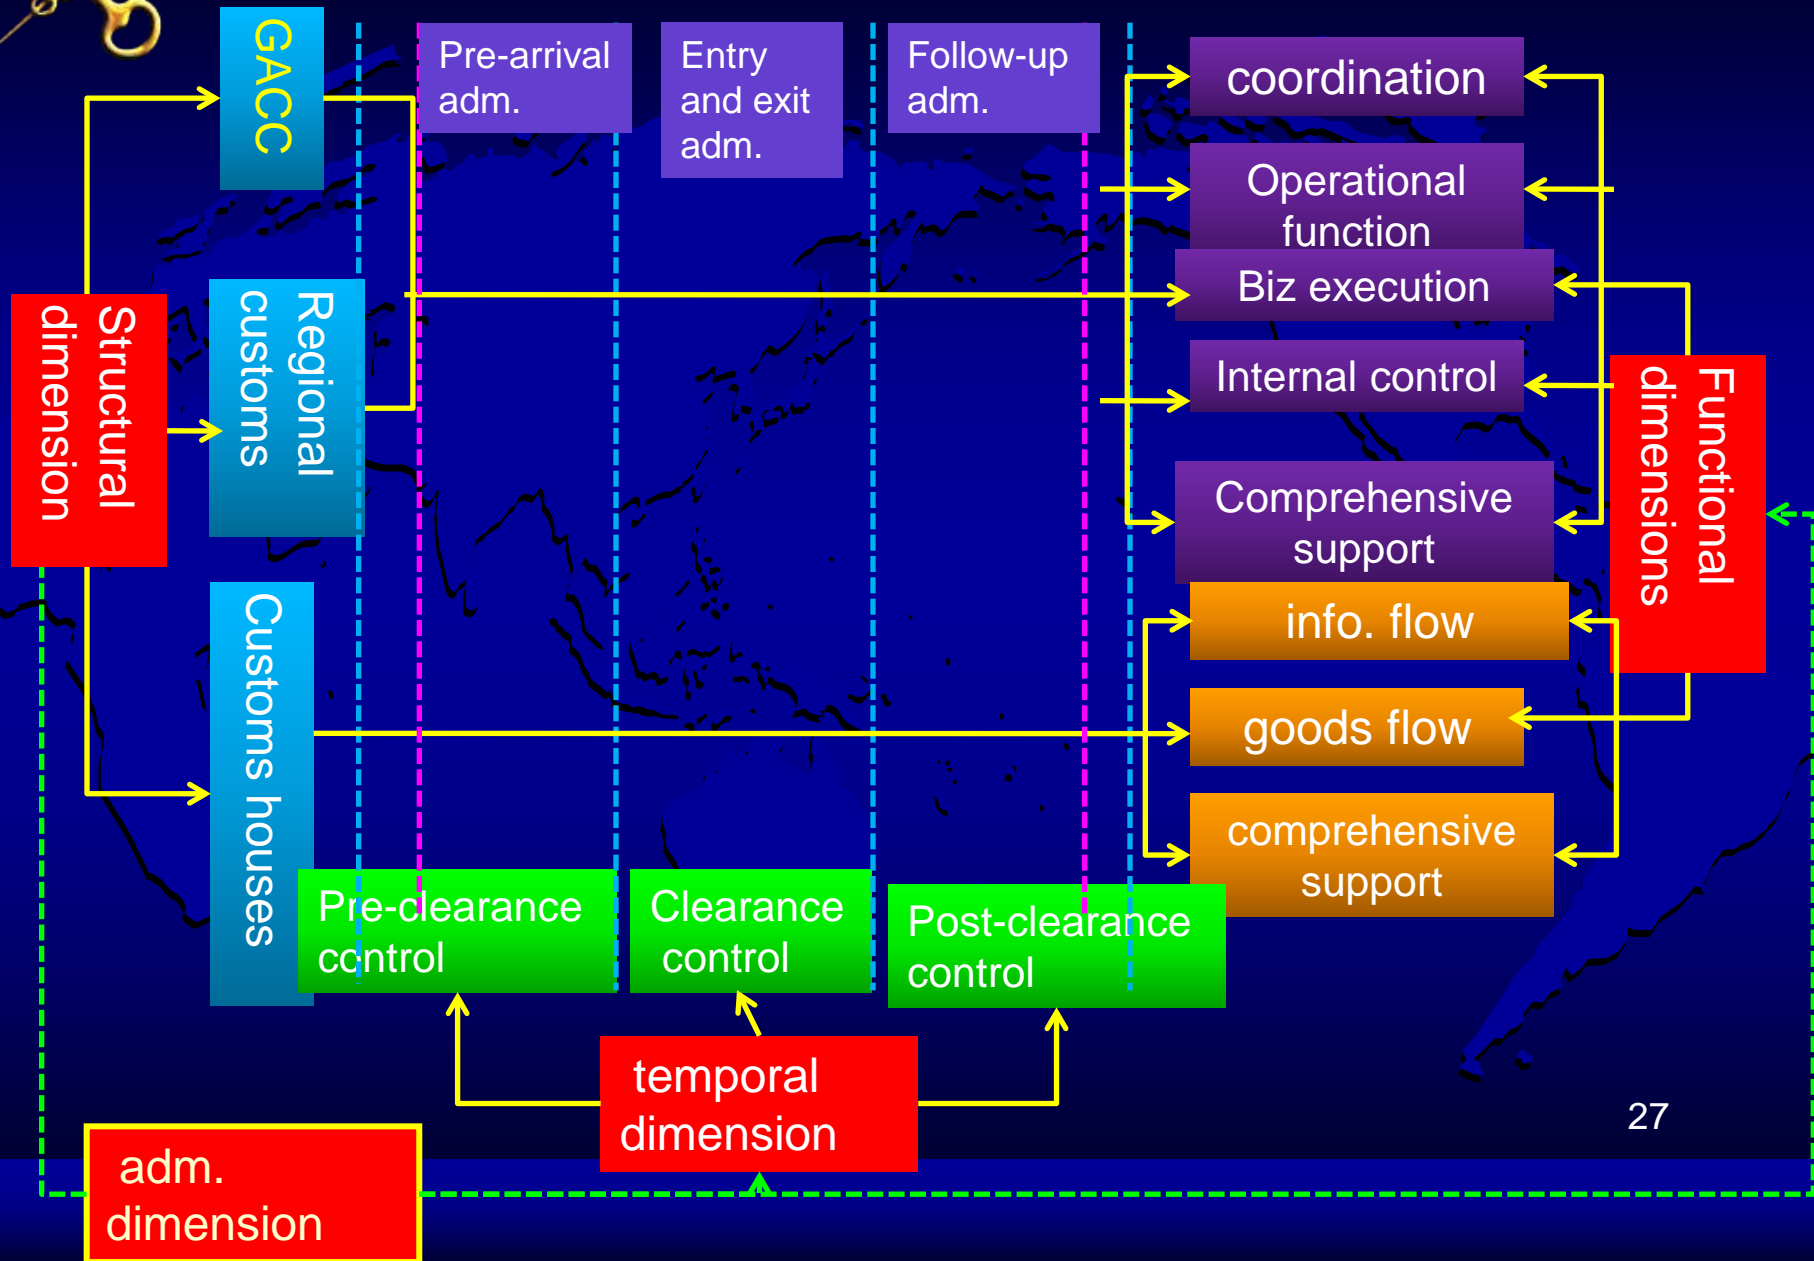 GACC
Pre-arrival
adm.
Entry
and exit
adm.
Follow-up
adm.
coordination
Operational
function
Biz execution
Internal control
Comprehensive
support
info. flow
goods flow
comprehensive
support
Structural
dimension
Regional
customs
Customs houses
Functional
dimensions
Pre-clearance
control
Clearance
control
Post-clearance
control
temporal
dimension
adm.
dimension
27